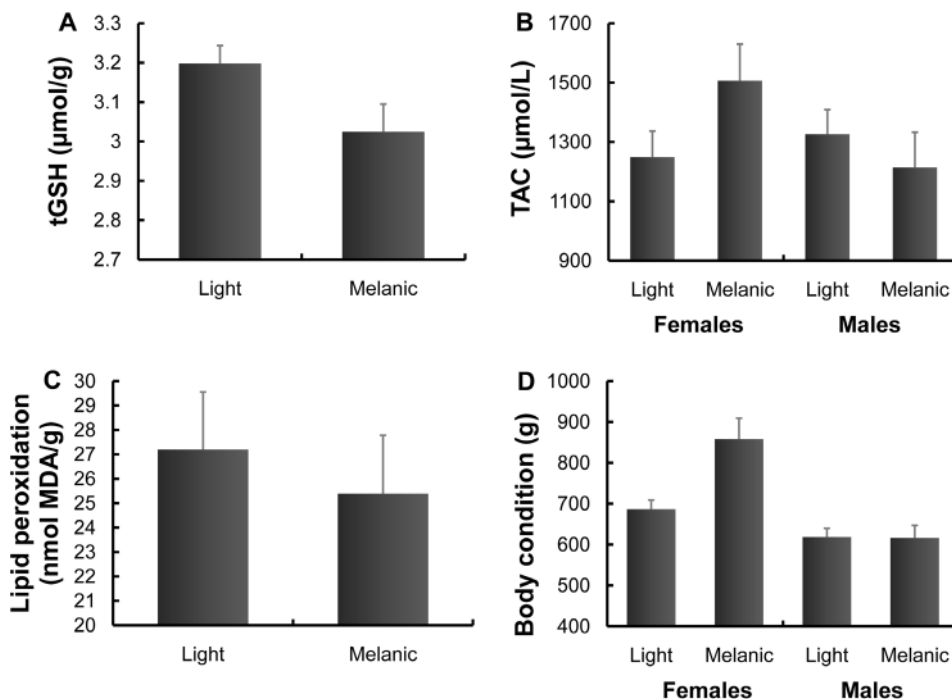 A
tGSH (µmol/g)
3.3
3.2
3.1
3
2.9
2.8
2.7
Light Melanic
B
TAC (µmol/L)
1700
1500
1300
1100
900
Light Melanic Light Melanic
Females Males
C
Lipid peroxidation
(nmol MDA/g)
30
29
28
27
26
25
24
23
22
21
20
Light Melanic
D
Body condition (g)
1000
900
800
700
600
500
400
Light Melanic Light Melanic
Females Males